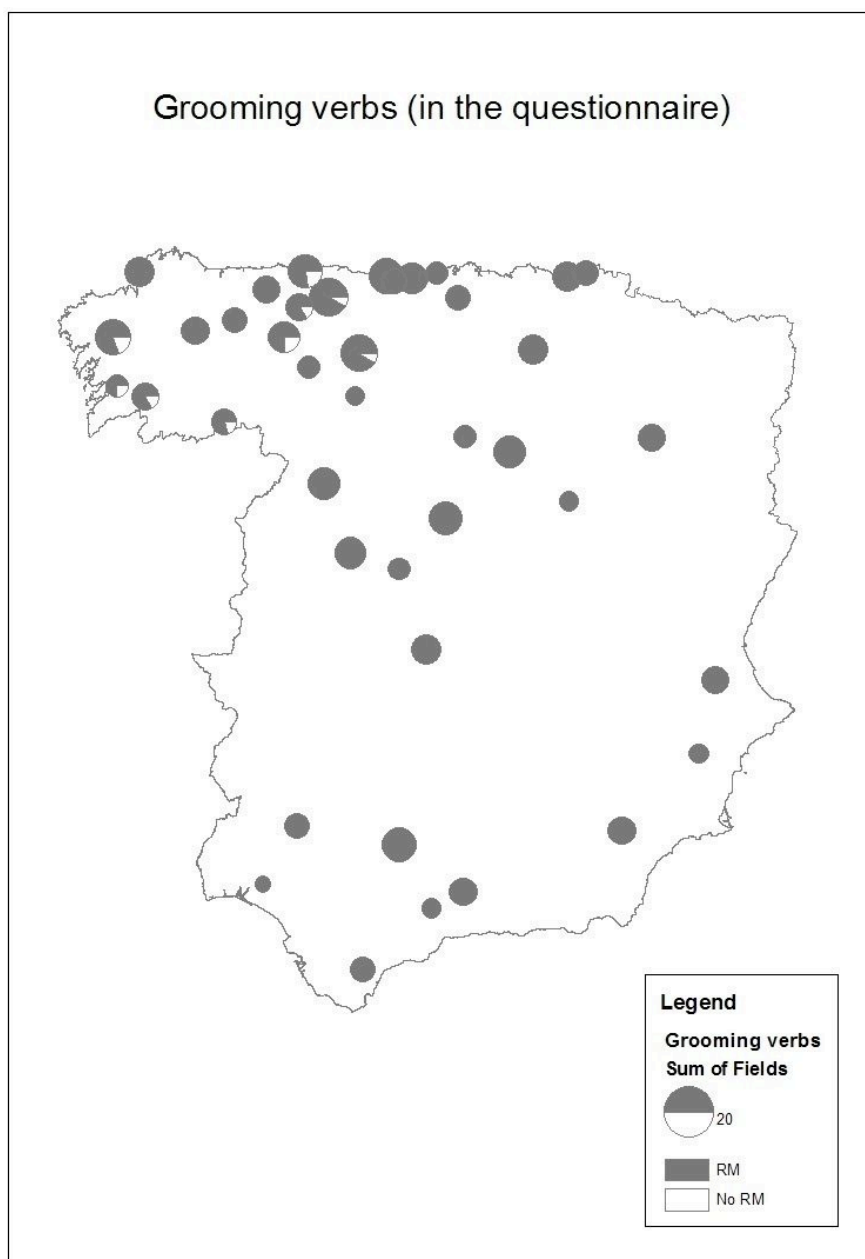 Grooming verbs (in the questionnaire)
Legend
Grooming verbs
Sum of Fields
20
RM
No RM